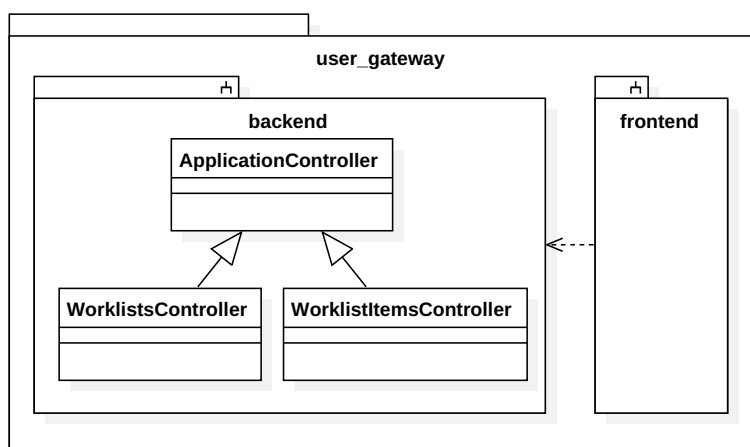 user_gateway
backend
frontend
ApplicationController
WorklistsController
WorklistItemsController